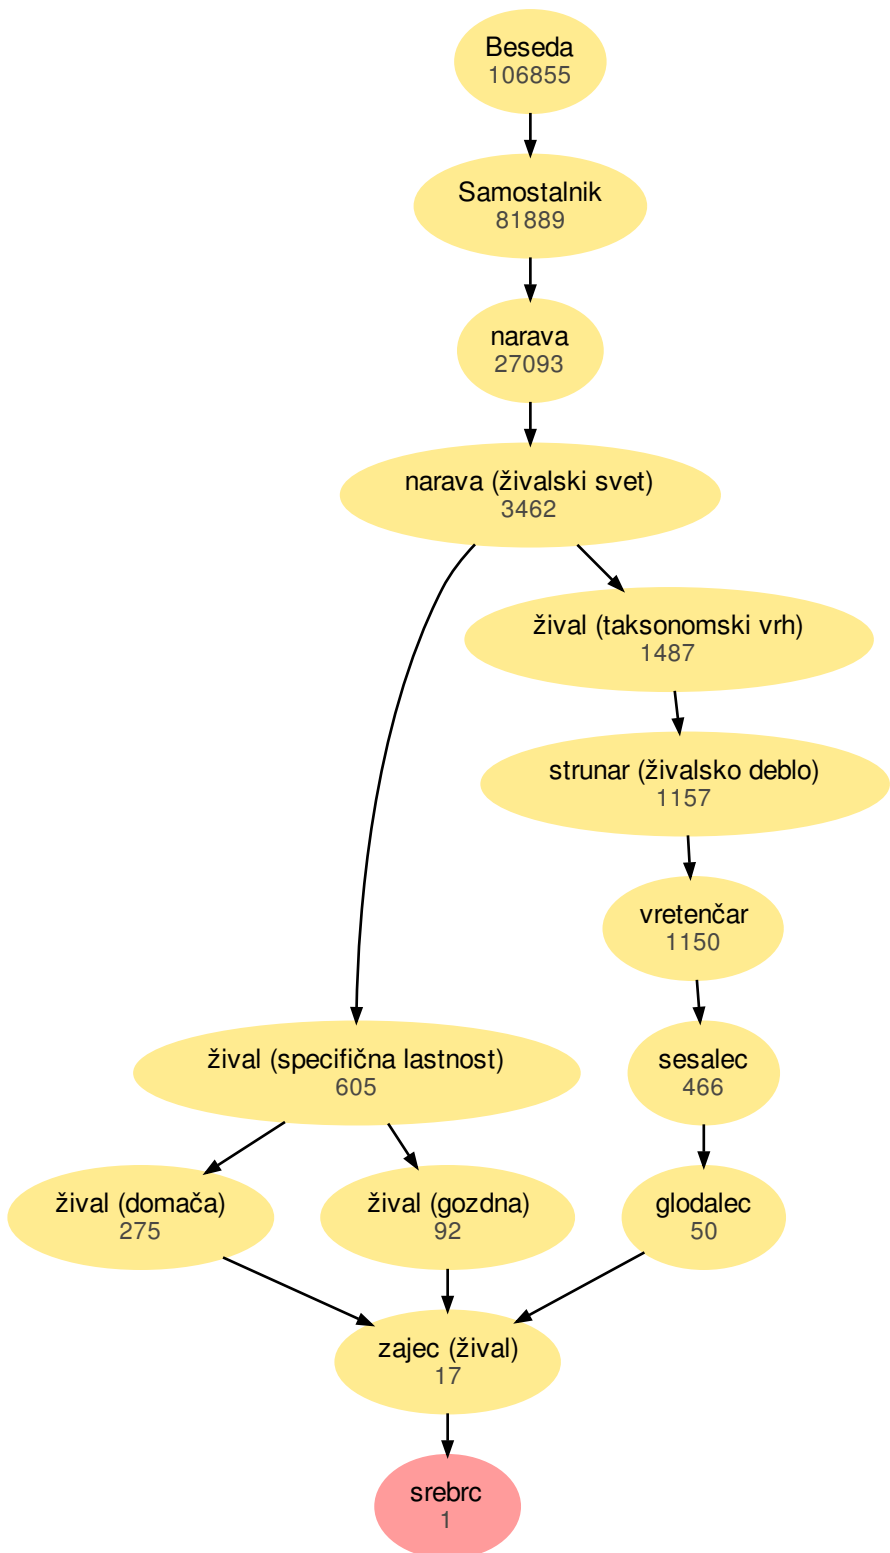 Beseda
106855
Samostalnik
81889
narava
27093
narava (živalski svet)
3462
žival (taksonomski vrh)
1487
strunar (živalsko deblo)
1157
vretenčar
1150
žival (specifična lastnost)
605
sesalec
466
žival (domača)
275
žival (gozdna)
92
glodalec
50
zajec (žival)
17
srebrc
1